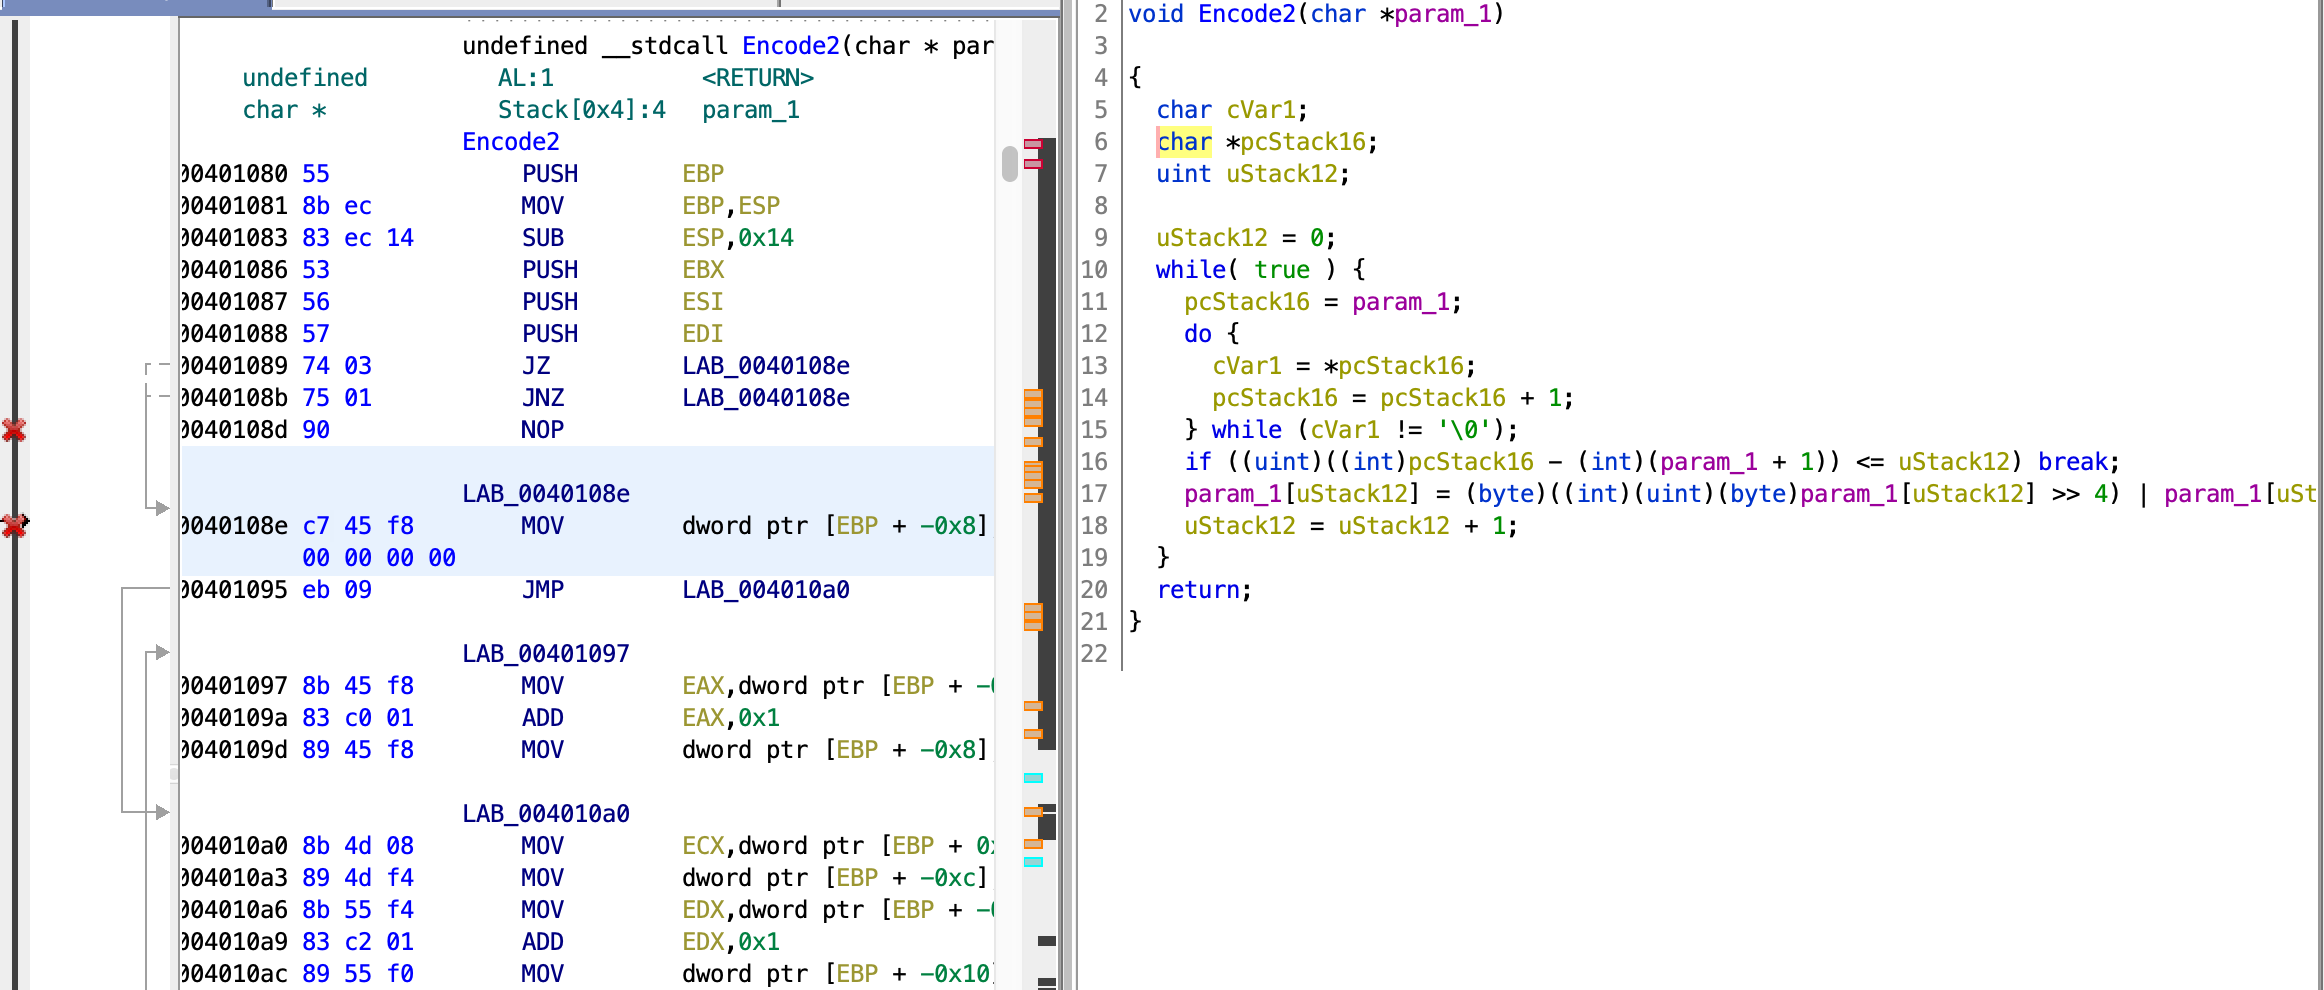 undefined __stdcall Encode2(char * par
undefined AL:1 <RETURN>
char * Stack[0x4]:4 param_1
Encode2
00401080 55 PUSH EBP
00401081 8b ec MOV EBP,ESP
00401083 83 ec 14 SUB ESP,0x14
00401086 53 PUSH EBX
00401087 56 PUSH ESI
00401088 57 PUSH EDI
00401089 74 03 JZ LAB_0040108e
0040108b 75 01 JNZ LAB_0040108e
0040108d 90 NOP
LAB_0040108e
0040108e c7 45 f8 MOV dword ptr [EBP + -0x8]
00 00 00 00
00401095 eb 09 JMP LAB_004010a0
LAB_00401097
00401097 8b 45 f8 MOV EAX,dword ptr [EBP + -
0040109a 83 c0 01 ADD EAX,0x1
0040109d 89 45 f8 MOV dword ptr [EBP + -0x8]
LAB_004010a0
004010a0 8b 4d 08 MOV ECX,dword ptr [EBP + 0x
004010a3 89 4d f4 MOV dword ptr [EBP + -0xc]
004010a6 8b 55 f4 MOV EDX,dword ptr [EBP + -
004010a9 83 c2 01 ADD EDX,0x1
004010ac 89 55 f0 MOV dword ptr [EBP + -0x10
2 void Encode2(char *param_1)
3
4 {
5 char cVar1;
6 char *pcStack16;
7 uint uStack12;
8
9 uStack12 = 0;
10 while( true ) {
11 pcStack16 = param_1;
12 do {
13 cVar1 = *pcStack16;
14 pcStack16 = pcStack16 + 1;
15 } while (cVar1 != '\0');
16 if ((uint)((int)pcStack16 - (int)(param_1 + 1)) <= uStack12) break;
17 param_1[uStack12] = (byte)((int)(uint)(byte)param_1[uStack12] >> 4) | param_1[uSt
18 uStack12 = uStack12 + 1;
19 }
20 return;
21 }
22